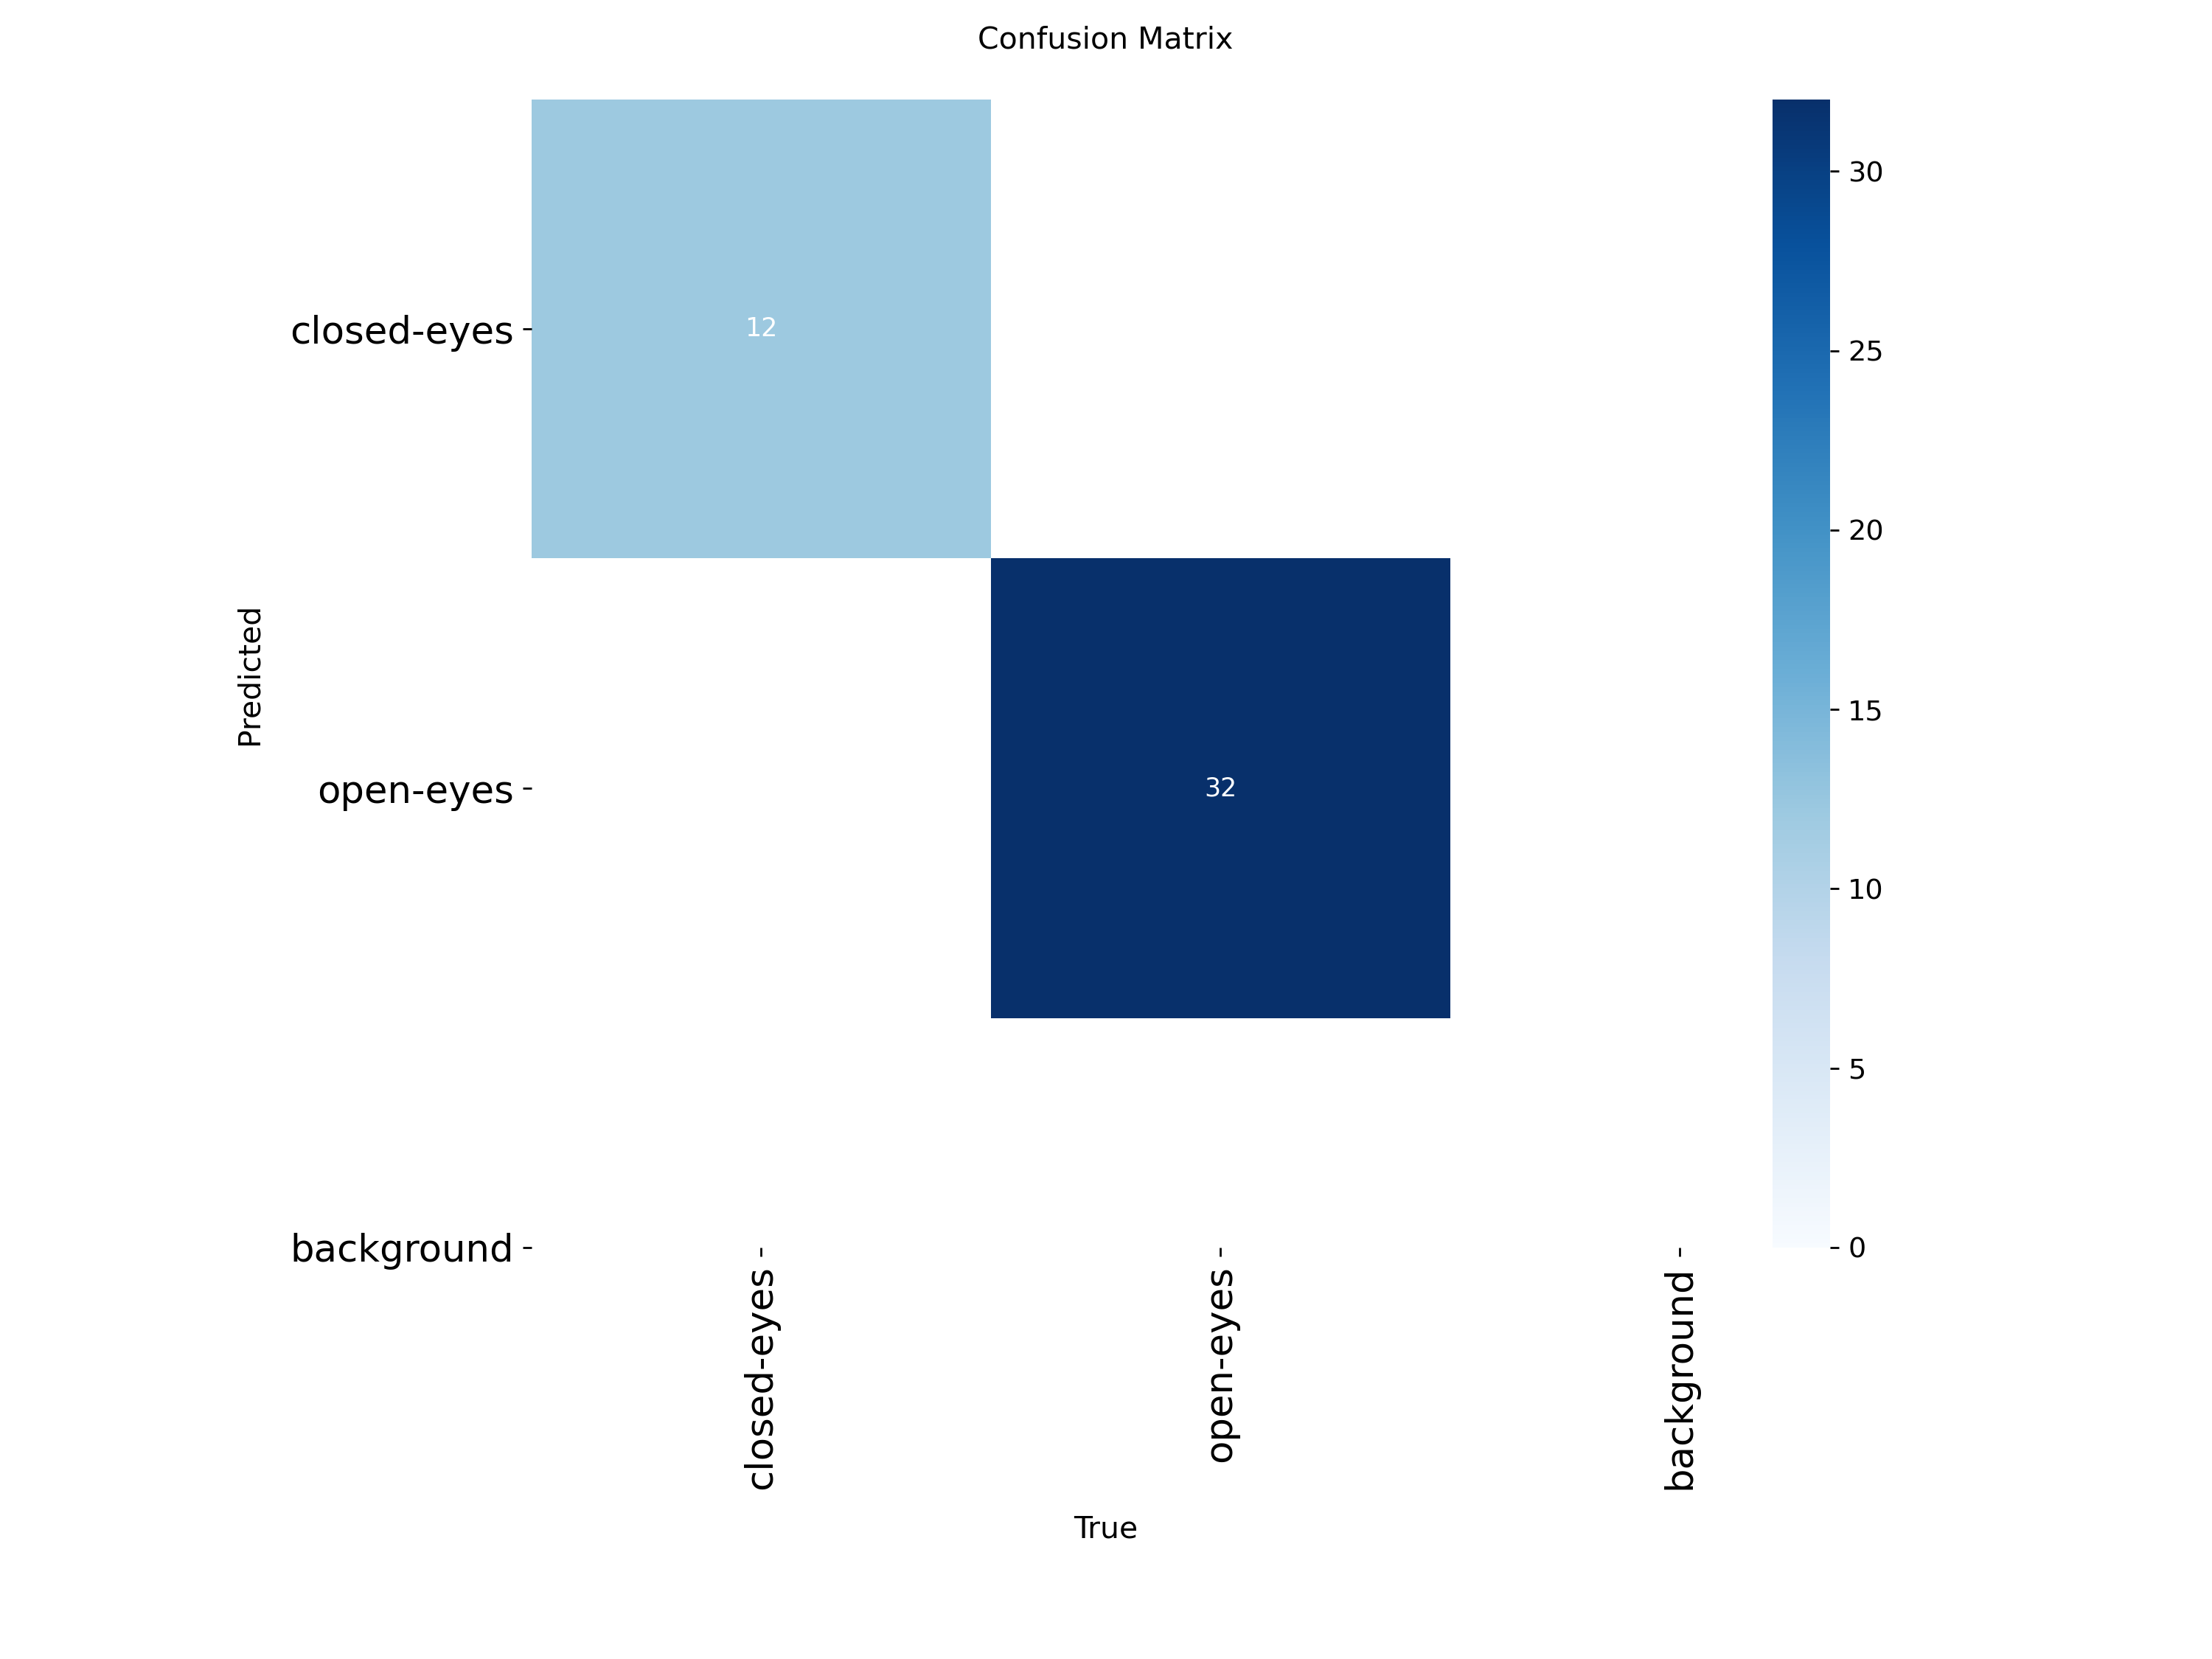 Confusion Matrix
closed-eyes
12
open-eyes
32
background
Predicted
closed-eyes
open-eyes
background
True
30
25
20
15
10
5
0